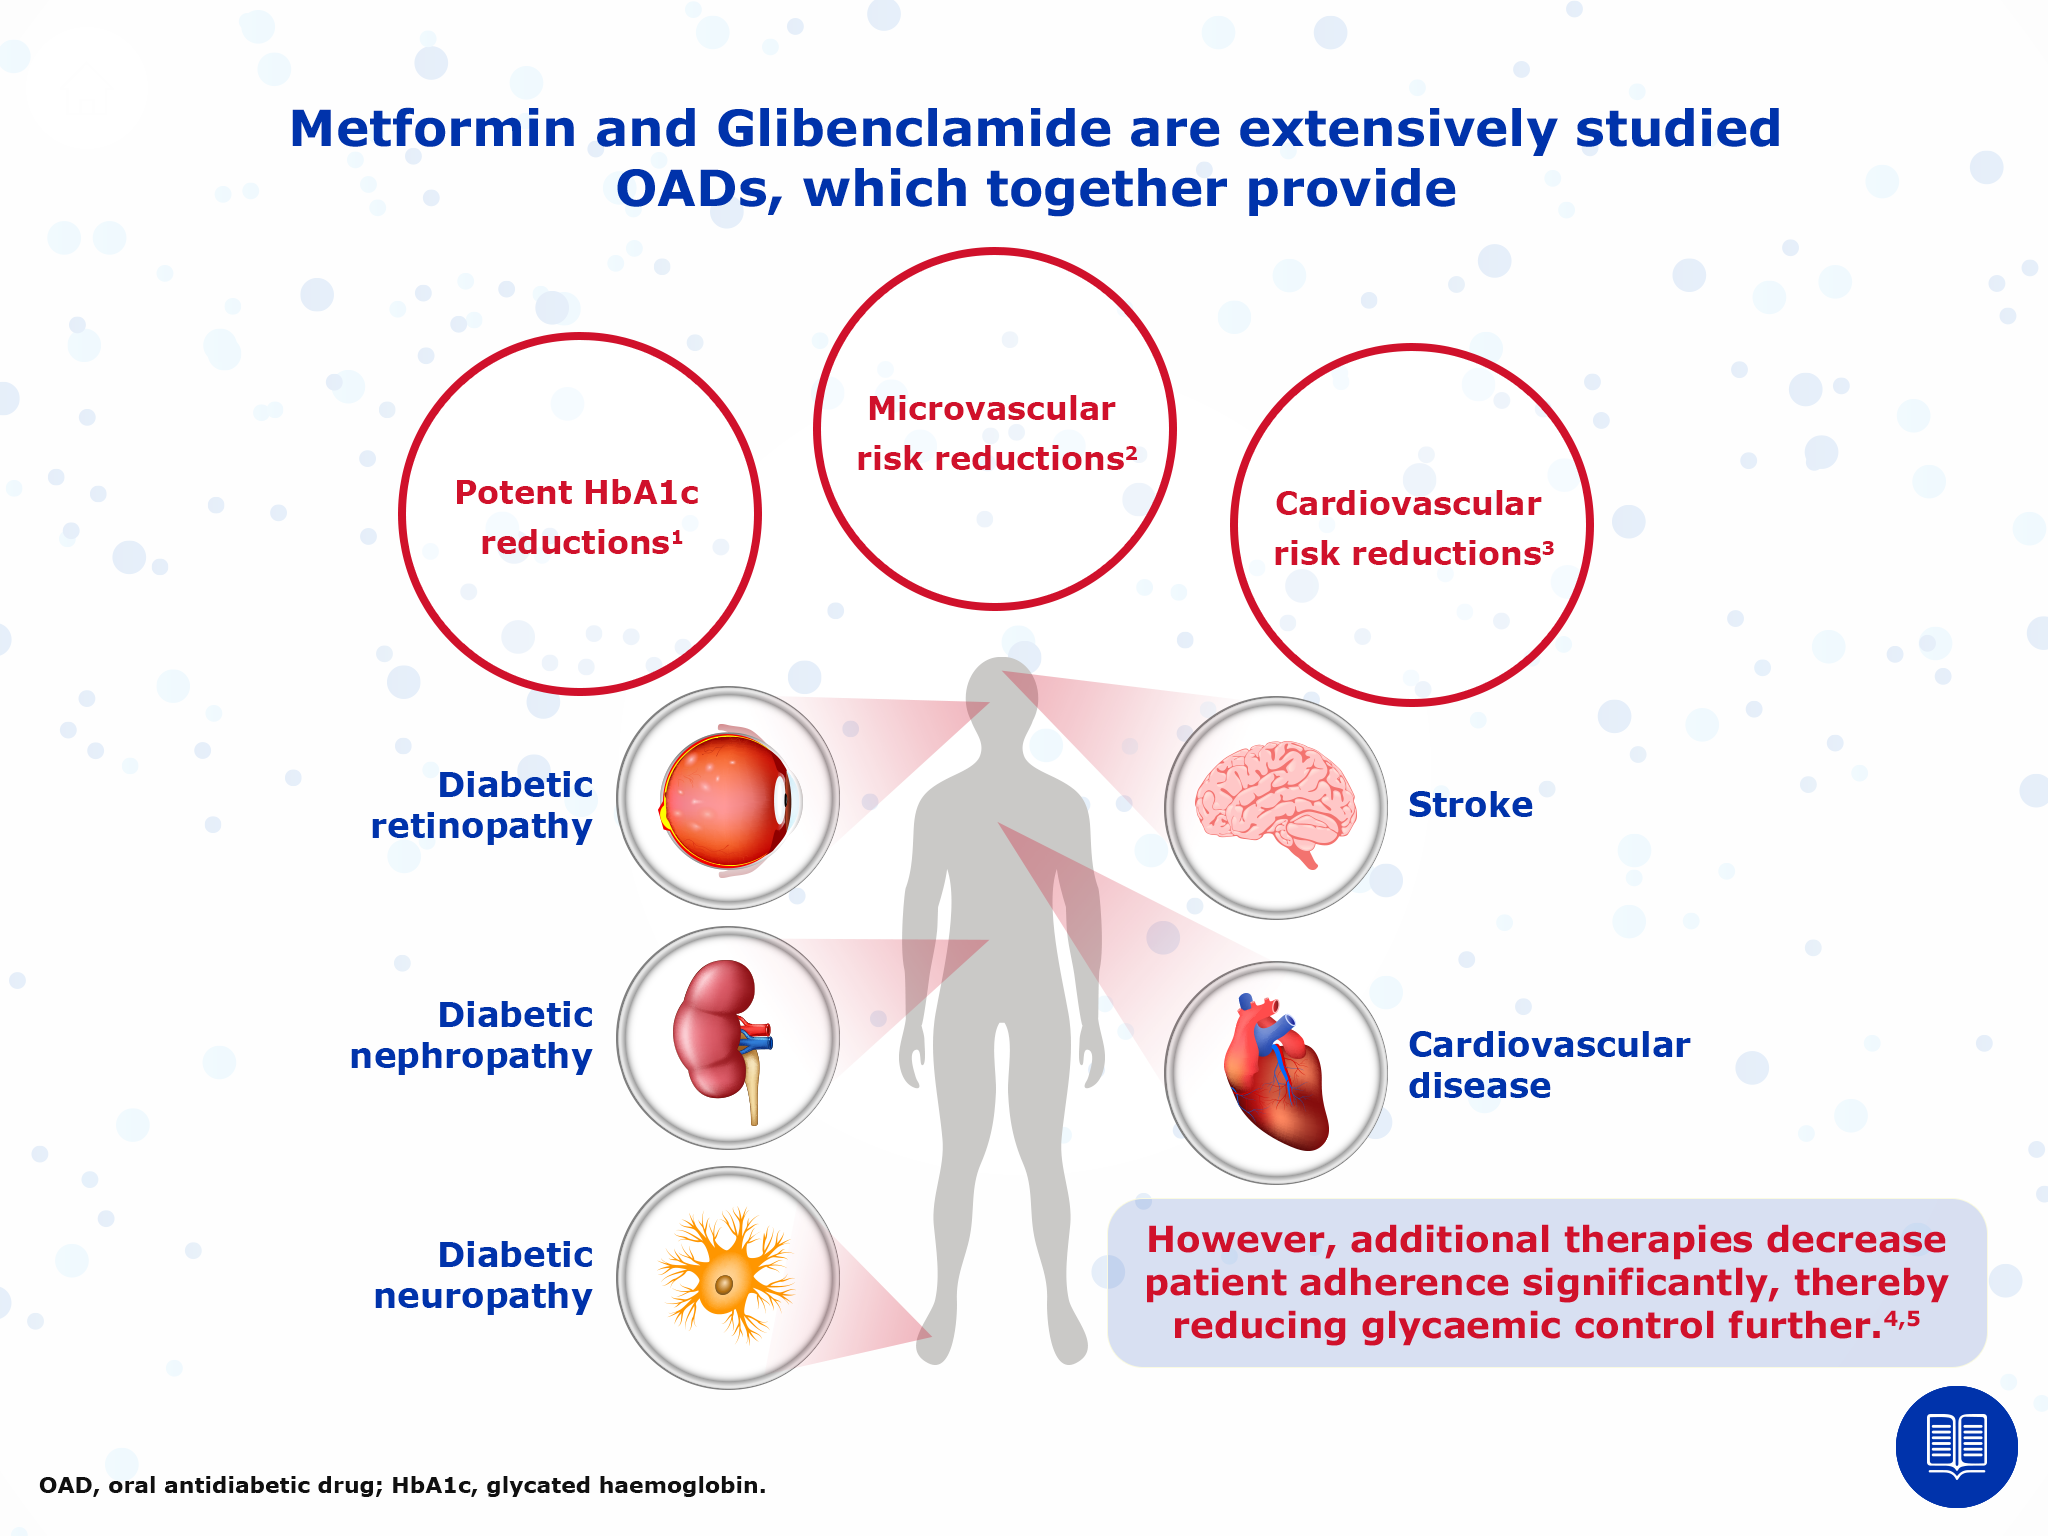 Metformin and Glibenclamide are extensively studied
OADs, which together provide
Potent HbA1c
reductions¹
Microvascular
risk reductions²
Cardiovascular
risk reductions³
Diabetic
retinopathy
Stroke
Diabetic
nephropathy
Cardiovascular
disease
Diabetic
neuropathy
However, additional therapies decrease
patient adherence significantly, thereby
reducing glycaemic control further.⁴,⁵
OAD, oral antidiabetic drug; HbA1c, glycated haemoglobin.